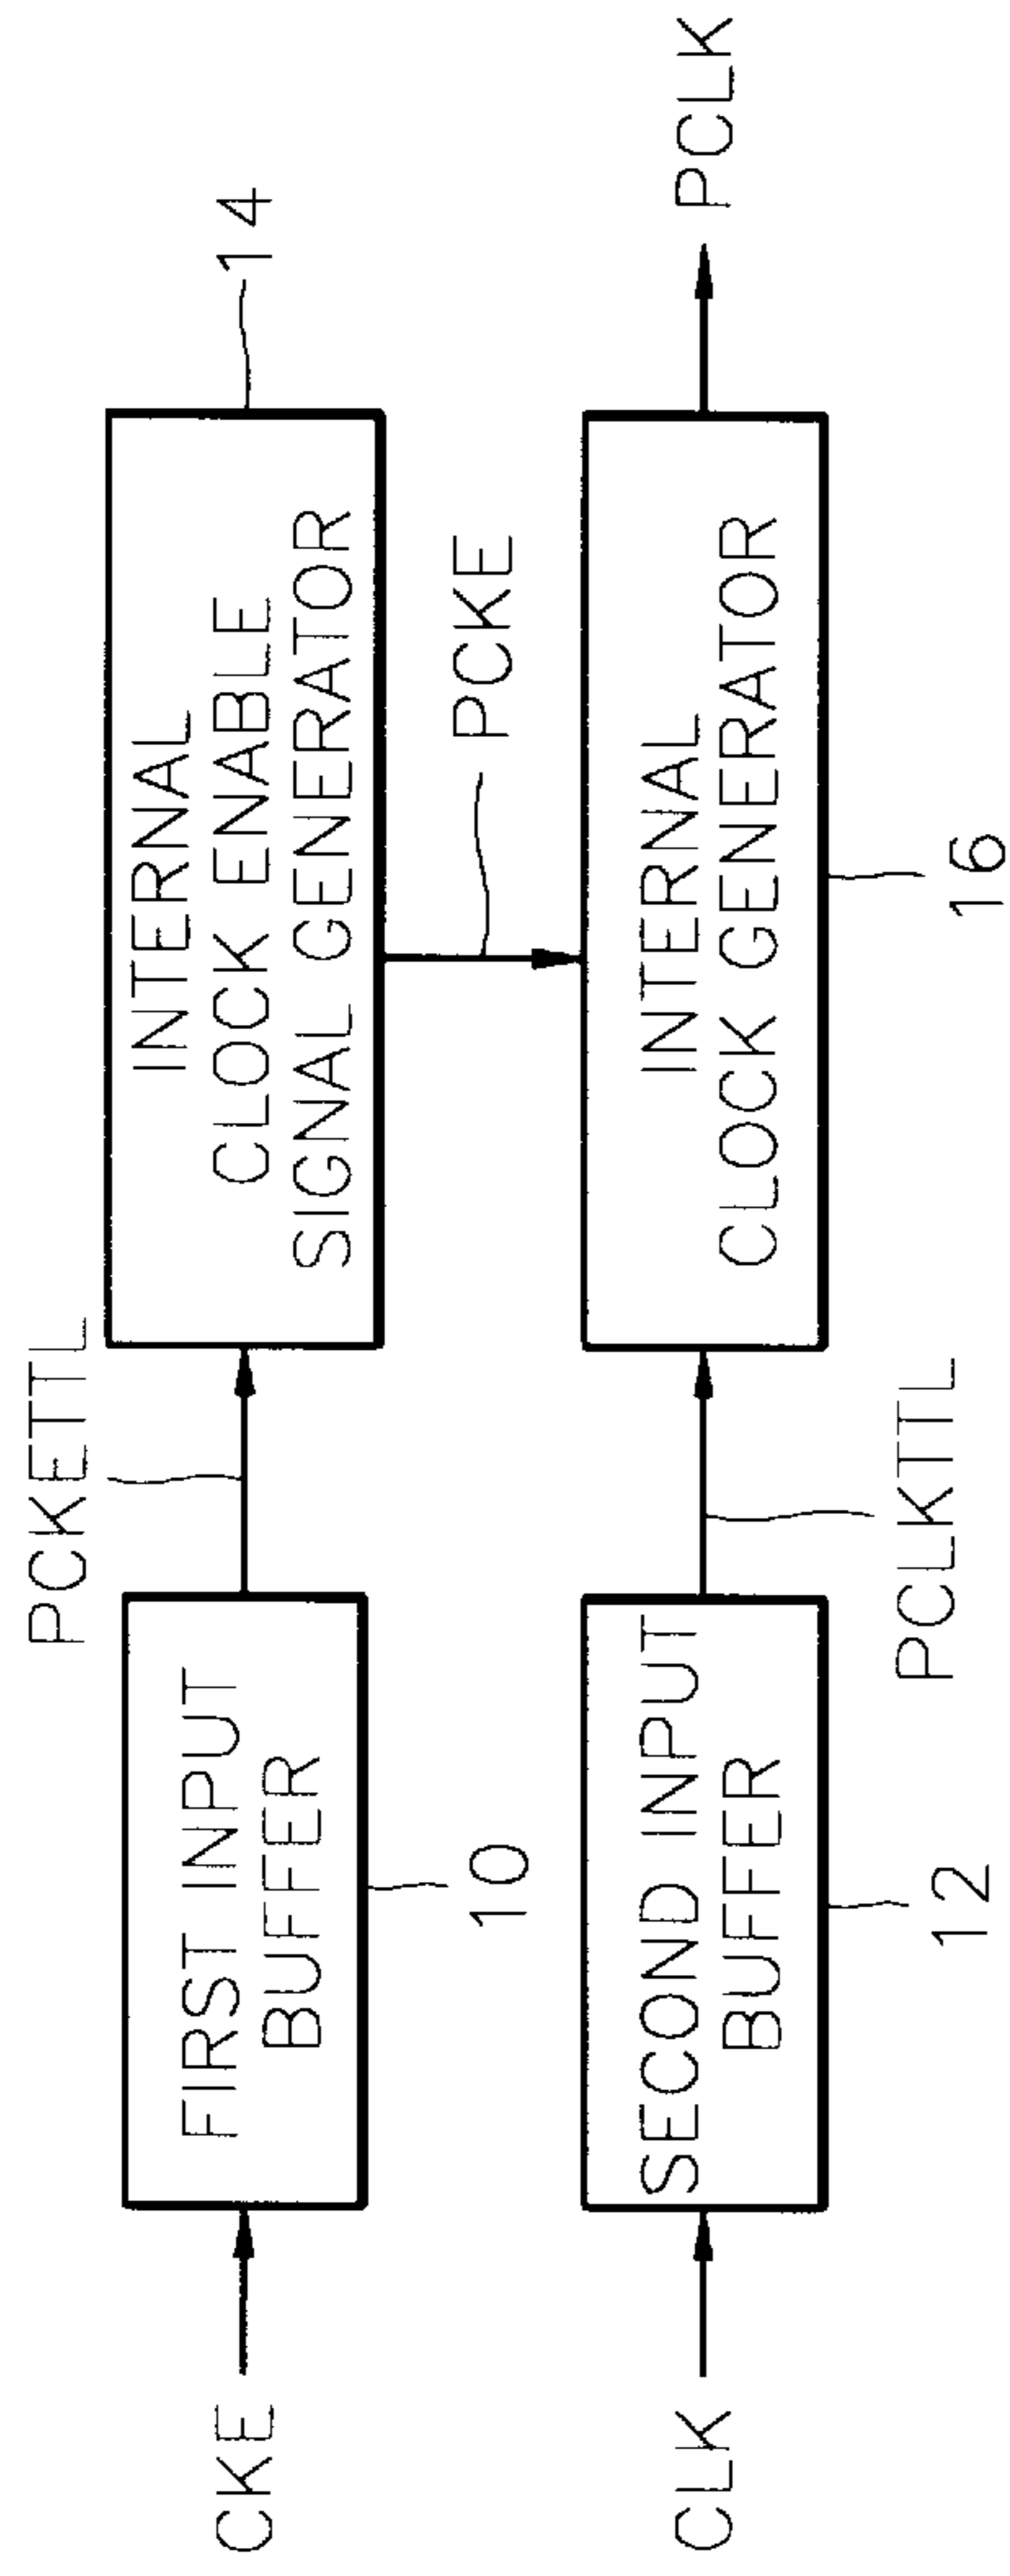 CKE
FIRST INPUT
BUFFER
10
PCKETTL
INTERNAL
CLOCK ENABLE
SIGNAL GENERATOR
14
PCKE
CLK
SECOND INPUT
BUFFER
12
PCLKTTL
INTERNAL
CLOCK GENERATOR
16
PCLK